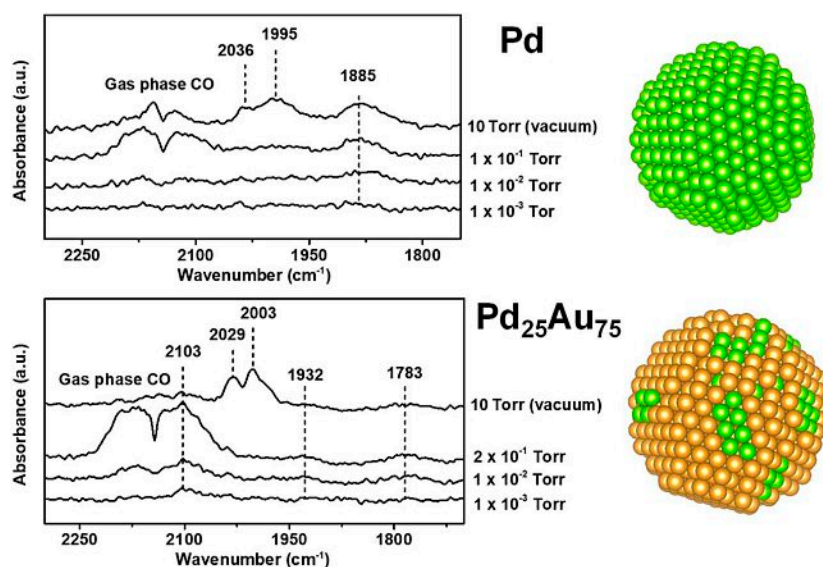 Pd
Absorbance (a.u.)
Gas phase CO
2036
1995
1885
10 Torr (vacuum)
1 x 10⁻¹ Torr
1 x 10⁻² Torr
1 x 10⁻³ Tor
2250
2100
1950
1800
Wavenumber (cm⁻¹)
Pd₂₅Au₇₅
Absorbance (a.u.)
Gas phase CO
2103
2029
2003
1932
1783
10 Torr (vacuum)
2 x 10⁻¹ Torr
1 x 10⁻² Torr
1 x 10⁻³ Torr
2250
2100
1950
1800
Wavenumber (cm⁻¹)